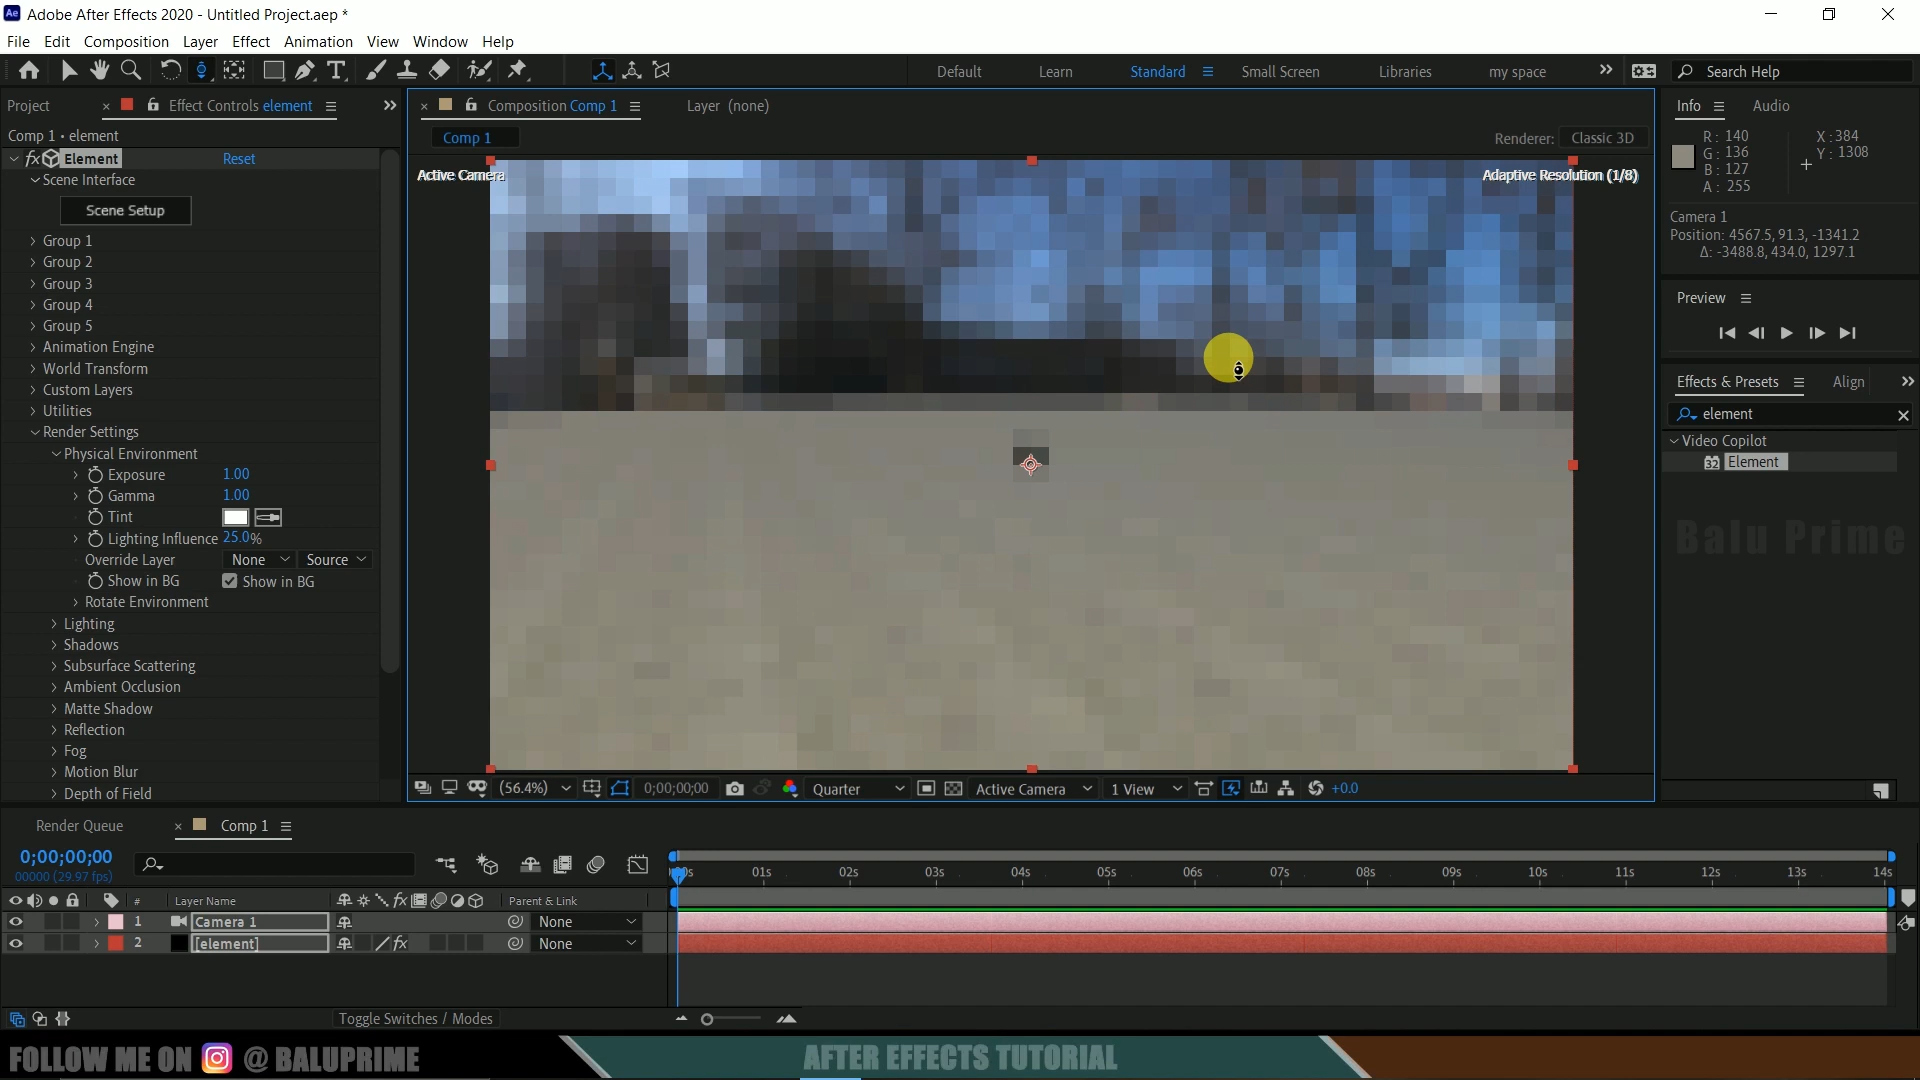 Ae Adobe After Effects 2020 - Untitled Project.aep *
File Edit Composition Layer Effect Animation View Window Help
Default Learn Standard Small Screen Libraries my space Search Help
Project Effect Controls element Composition Comp 1 Layer (none) Info Audio
Comp 1 • element
Comp 1 Renderer: Classic 3D
R: 140 X: 384
G: 136 Y: 1308
B: 127
A: 255
fx Element Reset
Scene Interface
Scene Setup
Group 1
Group 2
Group 3
Group 4
Group 5
Animation Engine
World Transform
Custom Layers
Utilities
Render Settings
Physical Environment
Exposure 1.00
Gamma 1.00
Tint
Lighting Influence 25.0%
Override Layer None Source
Show in BG Show in BG
Rotate Environment
Lighting
Shadows
Subsurface Scattering
Ambient Occlusion
Matte Shadow
Reflection
Fog
Motion Blur
Depth of Field
Active Camera Adaptive Resolution (1/8)
Camera 1
Position: 4567.5, 91.3, -1341.2
Δ: -3488.8, 434.0, 1297.1
Preview
Effects & Presets Align
element
Video Copilot
32 Element
Balu Prime
(56.4%) 0;00;00;00 Quarter Active Camera 1 View +0.0
Render Queue Comp 1
0;00;00;00
00000 (29.97 fps)
01s 02s 03s 04s 05s 06s 07s 08s 09s 10s 11s 12s 13s 14s
# Layer Name fx Parent & Link
1 Camera 1 None
2 [element] fx None
Toggle Switches / Modes
FOLLOW ME ON @ BALUPRIME AFTER EFFECTS TUTORIAL